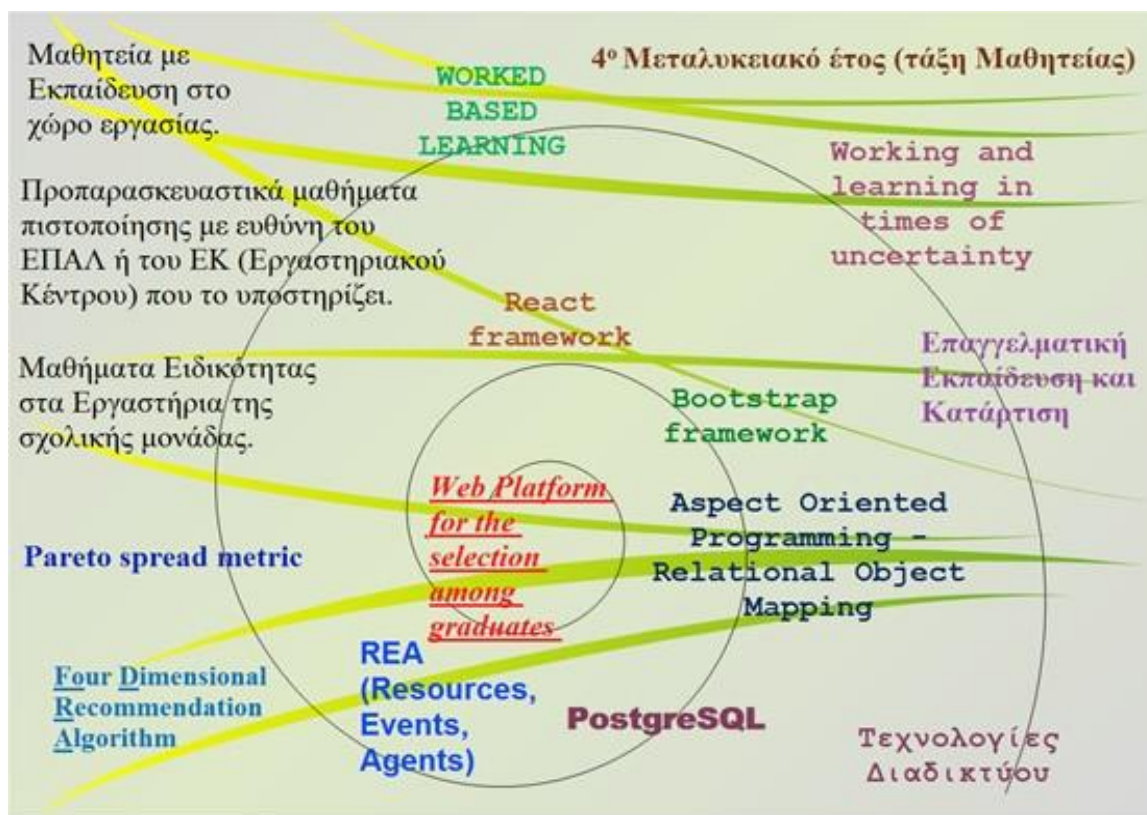 Μαθητεία με
Εκπαίδευση στο
χώρο εργασίας.
WORKED
BASED
LEARNING
4ο Μεταλυκειακό έτος (τάξη Μαθητείας)
Working and
learning in
times of
uncertainty
Προπαρασκευαστικά μαθήματα
πιστοποίησης με ευθύνη του
ΕΠΑΛ ή του ΕΚ (Εργαστηριακού
Κέντρου) που το υποστηρίζει.
React
framework
Επαγγελματική
Εκπαίδευση και
Κατάρτιση
Μαθήματα Ειδικότητας
στα Εργαστήρια της
σχολικής μονάδας.
Bootstrap
framework
Web Platform
for the
selection
among
graduates
Aspect Oriented
Programming -
Relational Object
Mapping
Pareto spread metric
Four Dimensional
Recommendation
Algorithm
REA
(Resources,
Events,
Agents)
PostgreSQL
Τεχνολογίες
Διαδικτύου